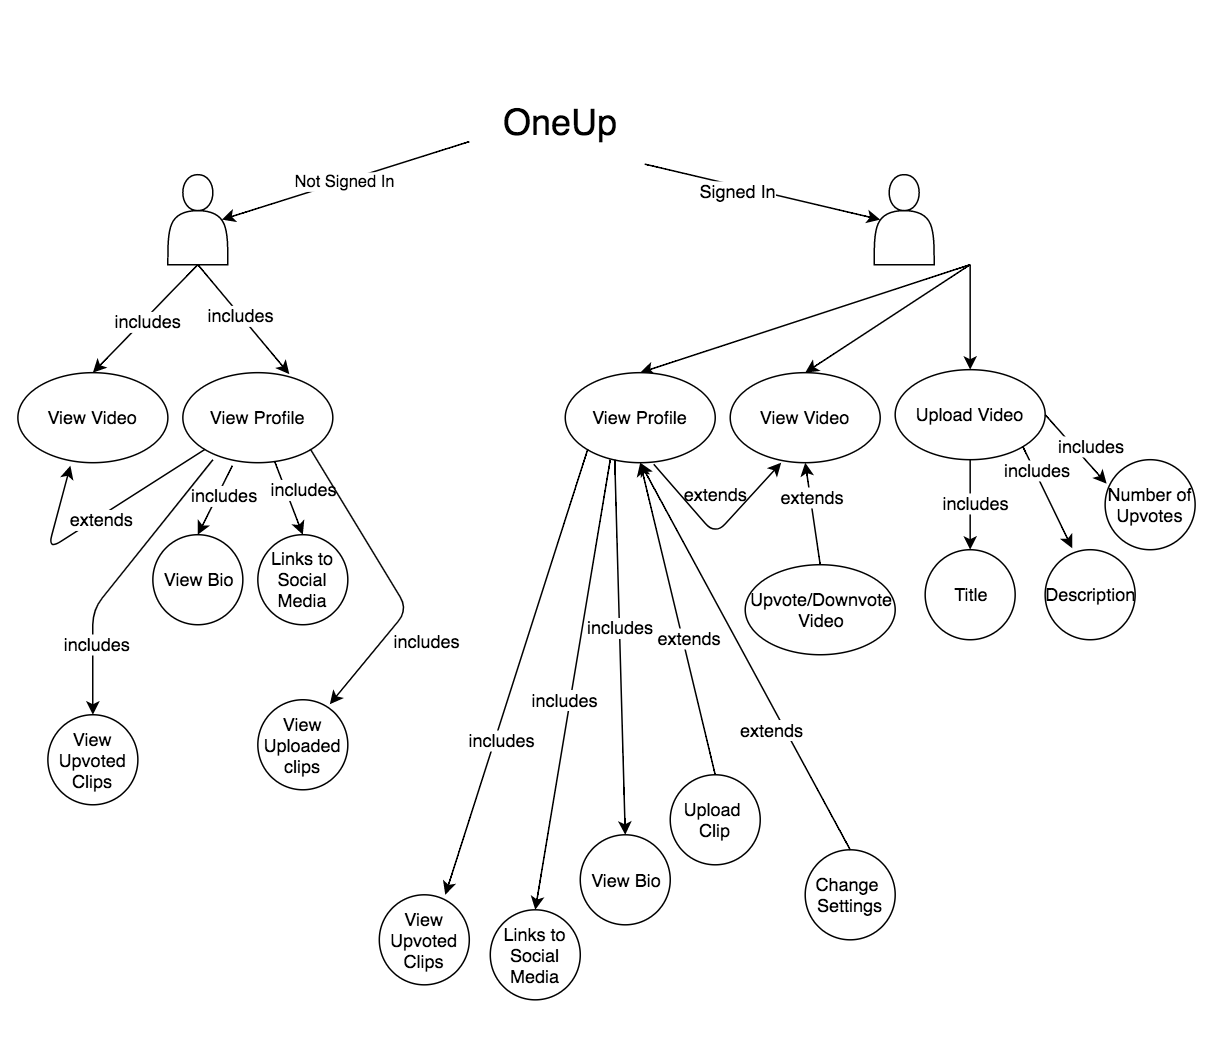 OneUp
Not Signed In
Signed In
includes
includes
View Video
View Profile
View Profile
View Video
Upload Video
includes
includes
includes
includes
extends
extends
extends
includes
Number of
Upvotes
View Bio
Links to
Social
Media
Title
Description
Upvote/Downvote
Video
includes
includes
includes
extends
includes
includes
extends
View
Upvoted
Clips
View
Uploaded
clips
Upload
Clip
View Bio
Change
Settings
View
Upvoted
Clips
Links to
Social
Media